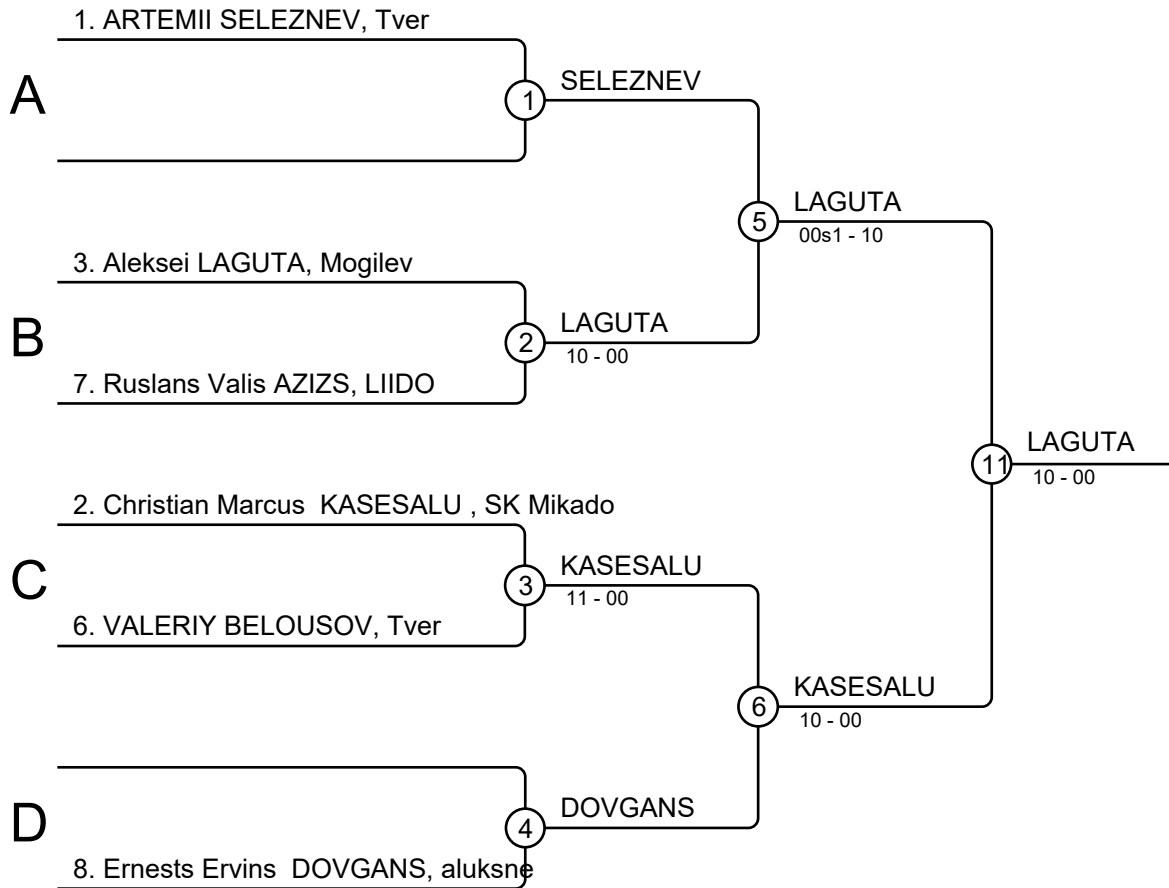 1. ARTEMII SELEZNEV, Tver
A
1
SELEZNEV
5
LAGUTA
00s1 - 10
3. Aleksei LAGUTA, Mogilev
B
2
LAGUTA
10 - 00
7. Ruslans Valis AZIZS, LIIDO
11
LAGUTA
10 - 00
2. Christian Marcus  KASESALU , SK Mikado
C
3
KASESALU
11 - 00
6. VALERIY BELOUSOV, Tver
6
KASESALU
10 - 00
D
4
DOVGANS
8. Ernests Ervins  DOVGANS, aluksne